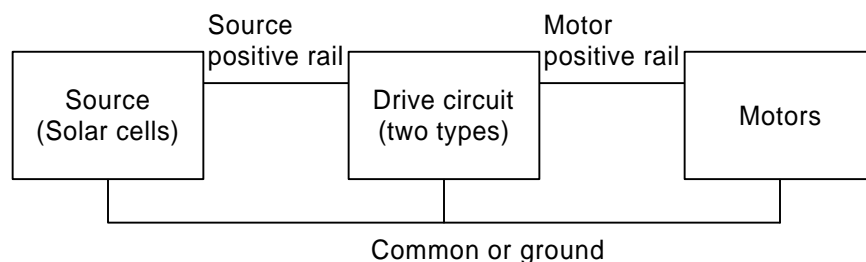 Source
positive rail
Motor
positive rail
Source
(Solar cells)
Drive circuit
(two types)
Motors
Common or ground